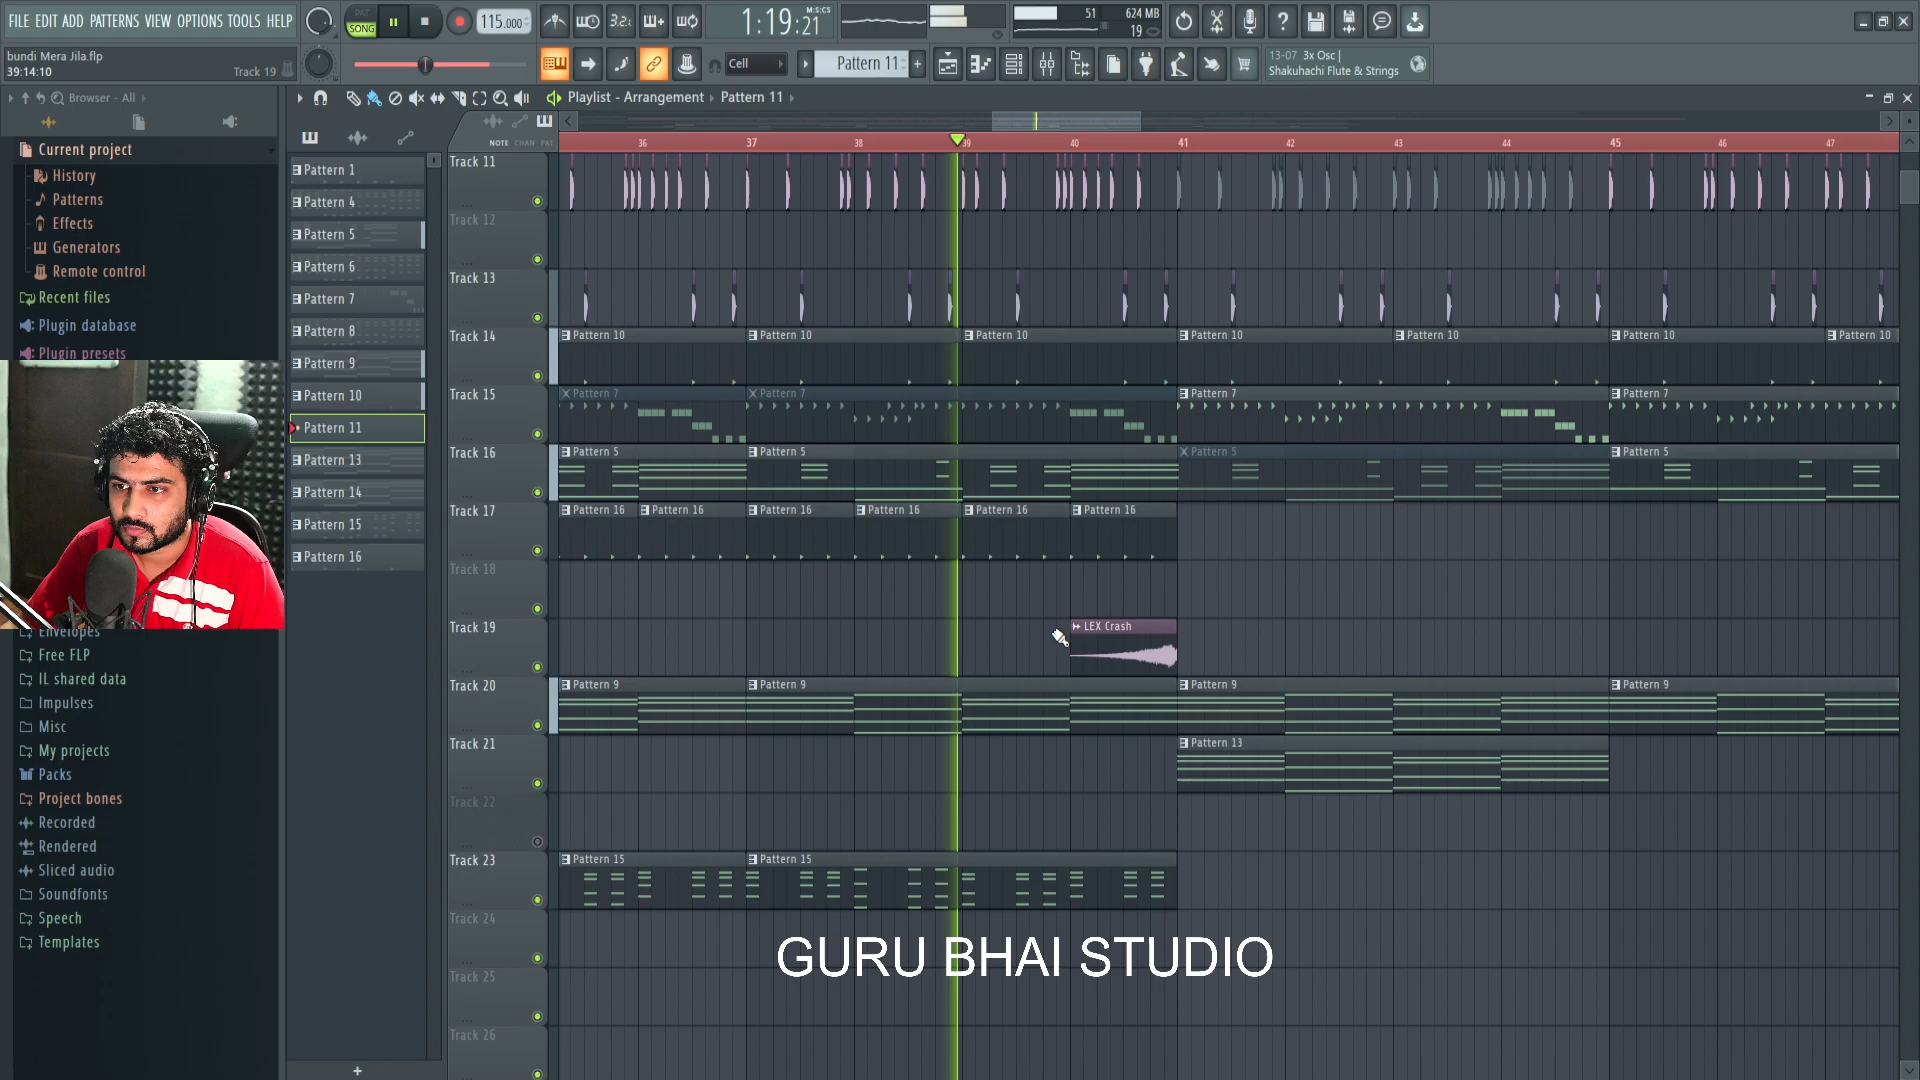 FILE EDIT ADD PATTERNS VIEW OPTIONS TOOLS HELP
PAT
SONG
115.000
3.2.
1:19:21
M:S:CS
51
624 MB
19
bundi Mera Jila.flp
39:14:10
Track 19
Cell
Pattern 11
+
13-07 3x Osc |
Shakuhachi Flute & Strings
Browser - All
Playlist - Arrangement
Pattern 11
NOTE CHAN PAT
36 37 38 39 40 41 42 43 44 45 46 47
Current project
History
Patterns
Effects
Generators
Remote control
Recent files
Plugin database
Plugin presets
Envelopes
Free FLP
IL shared data
Impulses
Misc
My projects
Packs
Project bones
Recorded
Rendered
Sliced audio
Soundfonts
Speech
Templates
Pattern 1
Pattern 4
Pattern 5
Pattern 6
Pattern 7
Pattern 8
Pattern 9
Pattern 10
Pattern 11
Pattern 13
Pattern 14
Pattern 15
Pattern 16
+
Track 11
Track 12
Track 13
Track 14
Pattern 10 Pattern 10 Pattern 10 Pattern 10 Pattern 10 Pattern 10 Pattern 10
Track 15
Pattern 7 Pattern 7 Pattern 7 Pattern 7
Track 16
Pattern 5 Pattern 5 Pattern 5 Pattern 5
Track 17
Pattern 16 Pattern 16 Pattern 16 Pattern 16 Pattern 16 Pattern 16
Track 18
Track 19
LEX Crash
Track 20
Pattern 9 Pattern 9 Pattern 9 Pattern 9
Track 21
Pattern 13
Track 22
Track 23
Pattern 15 Pattern 15
Track 24
Track 25
Track 26
GURU BHAI STUDIO